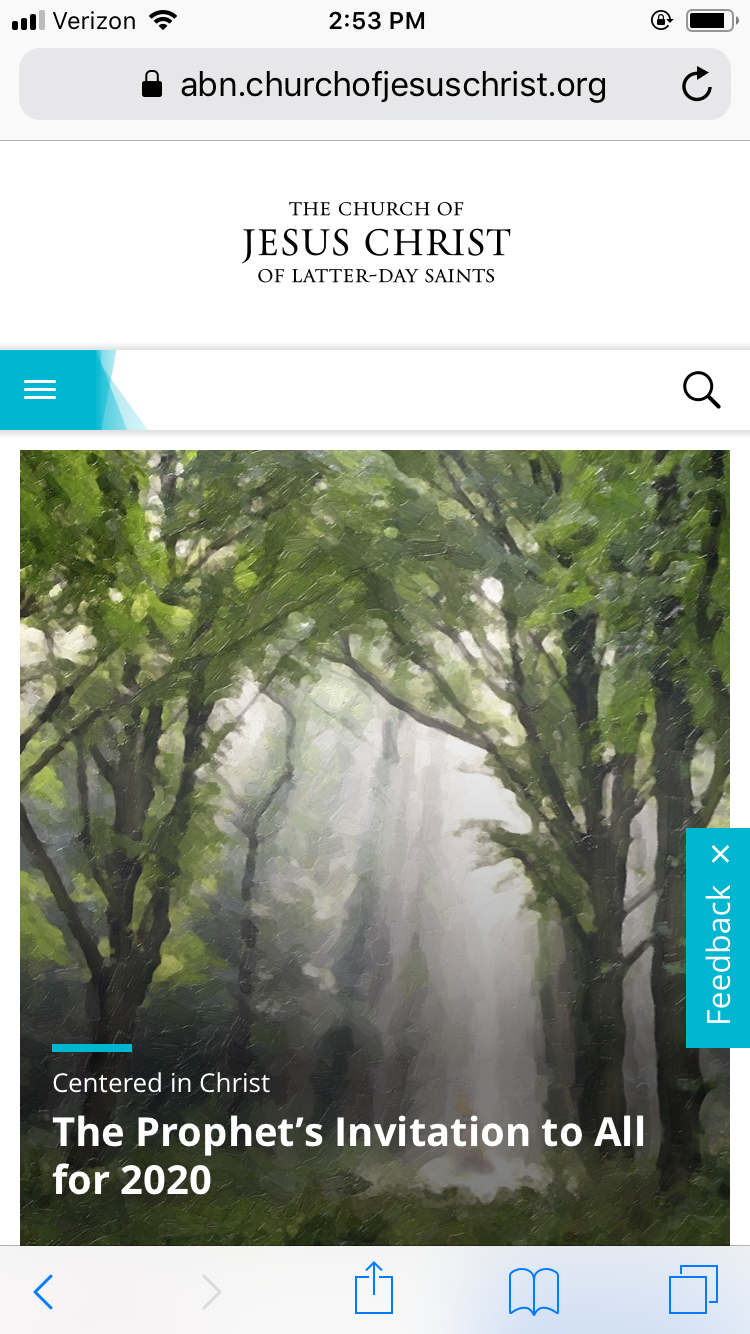 Verizon 2:53 PM
abn.churchofjesuschrist.org
THE CHURCH OF
JESUS CHRIST
OF LATTER-DAY SAINTS
Feedback ×
Centered in Christ
The Prophet’s Invitation to All
for 2020